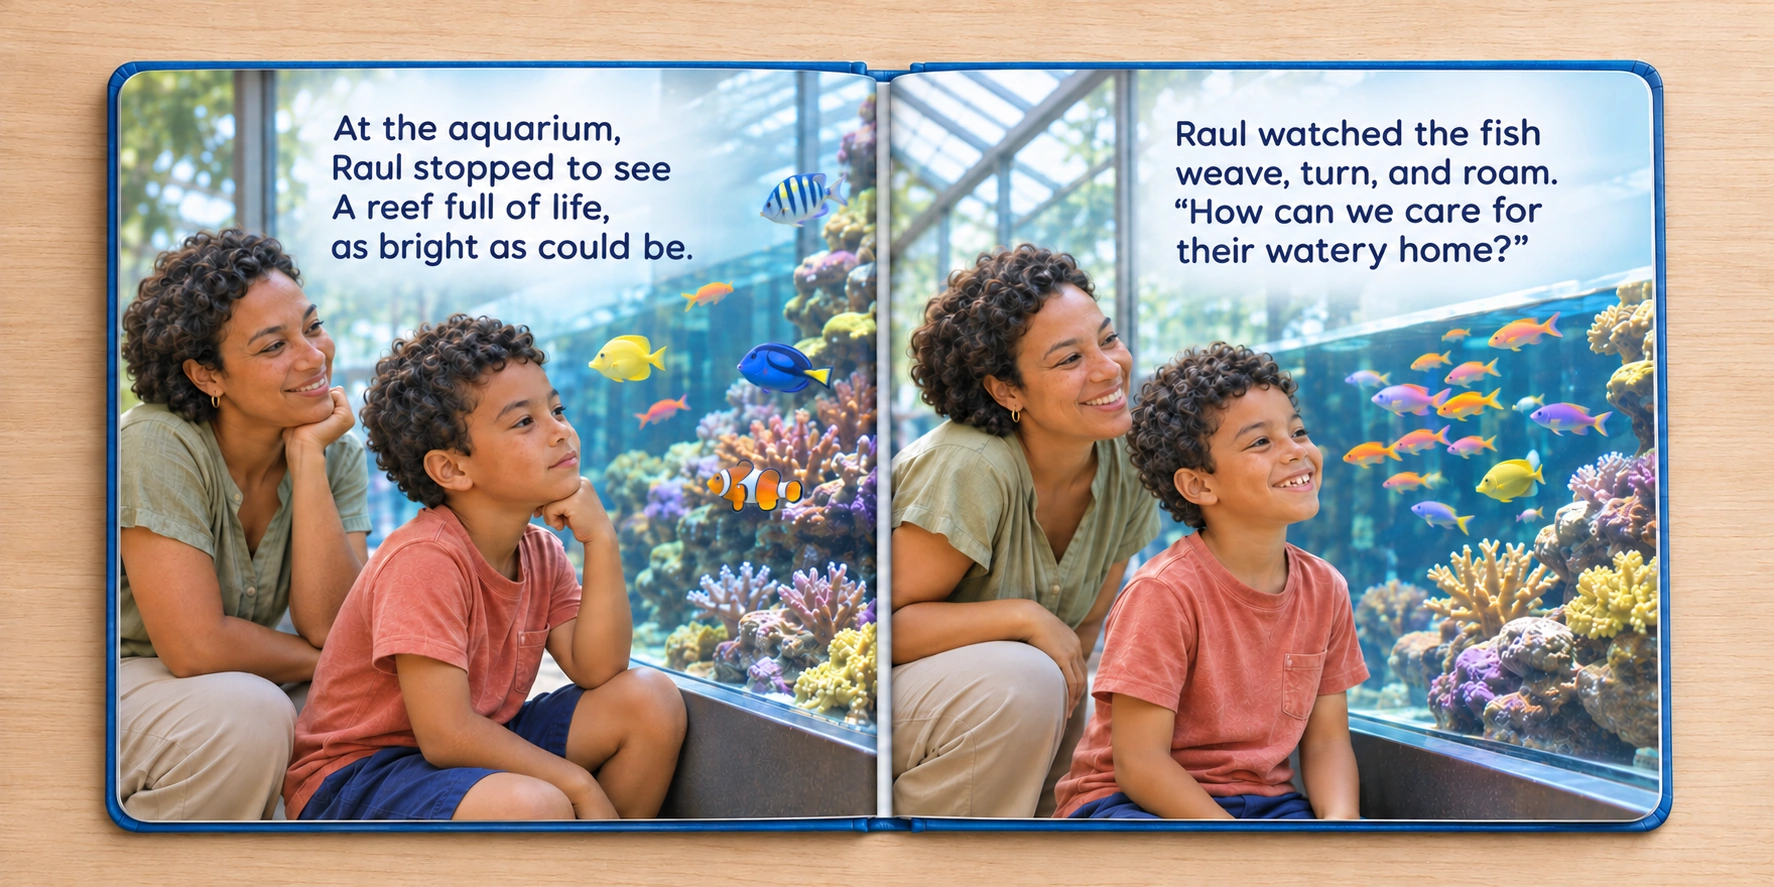 At the aquarium,
Raul stopped to see
A reef full of life,
as bright as could be.
Raul watched the fish
weave, turn, and roam.
“How can we care for
their watery home?”